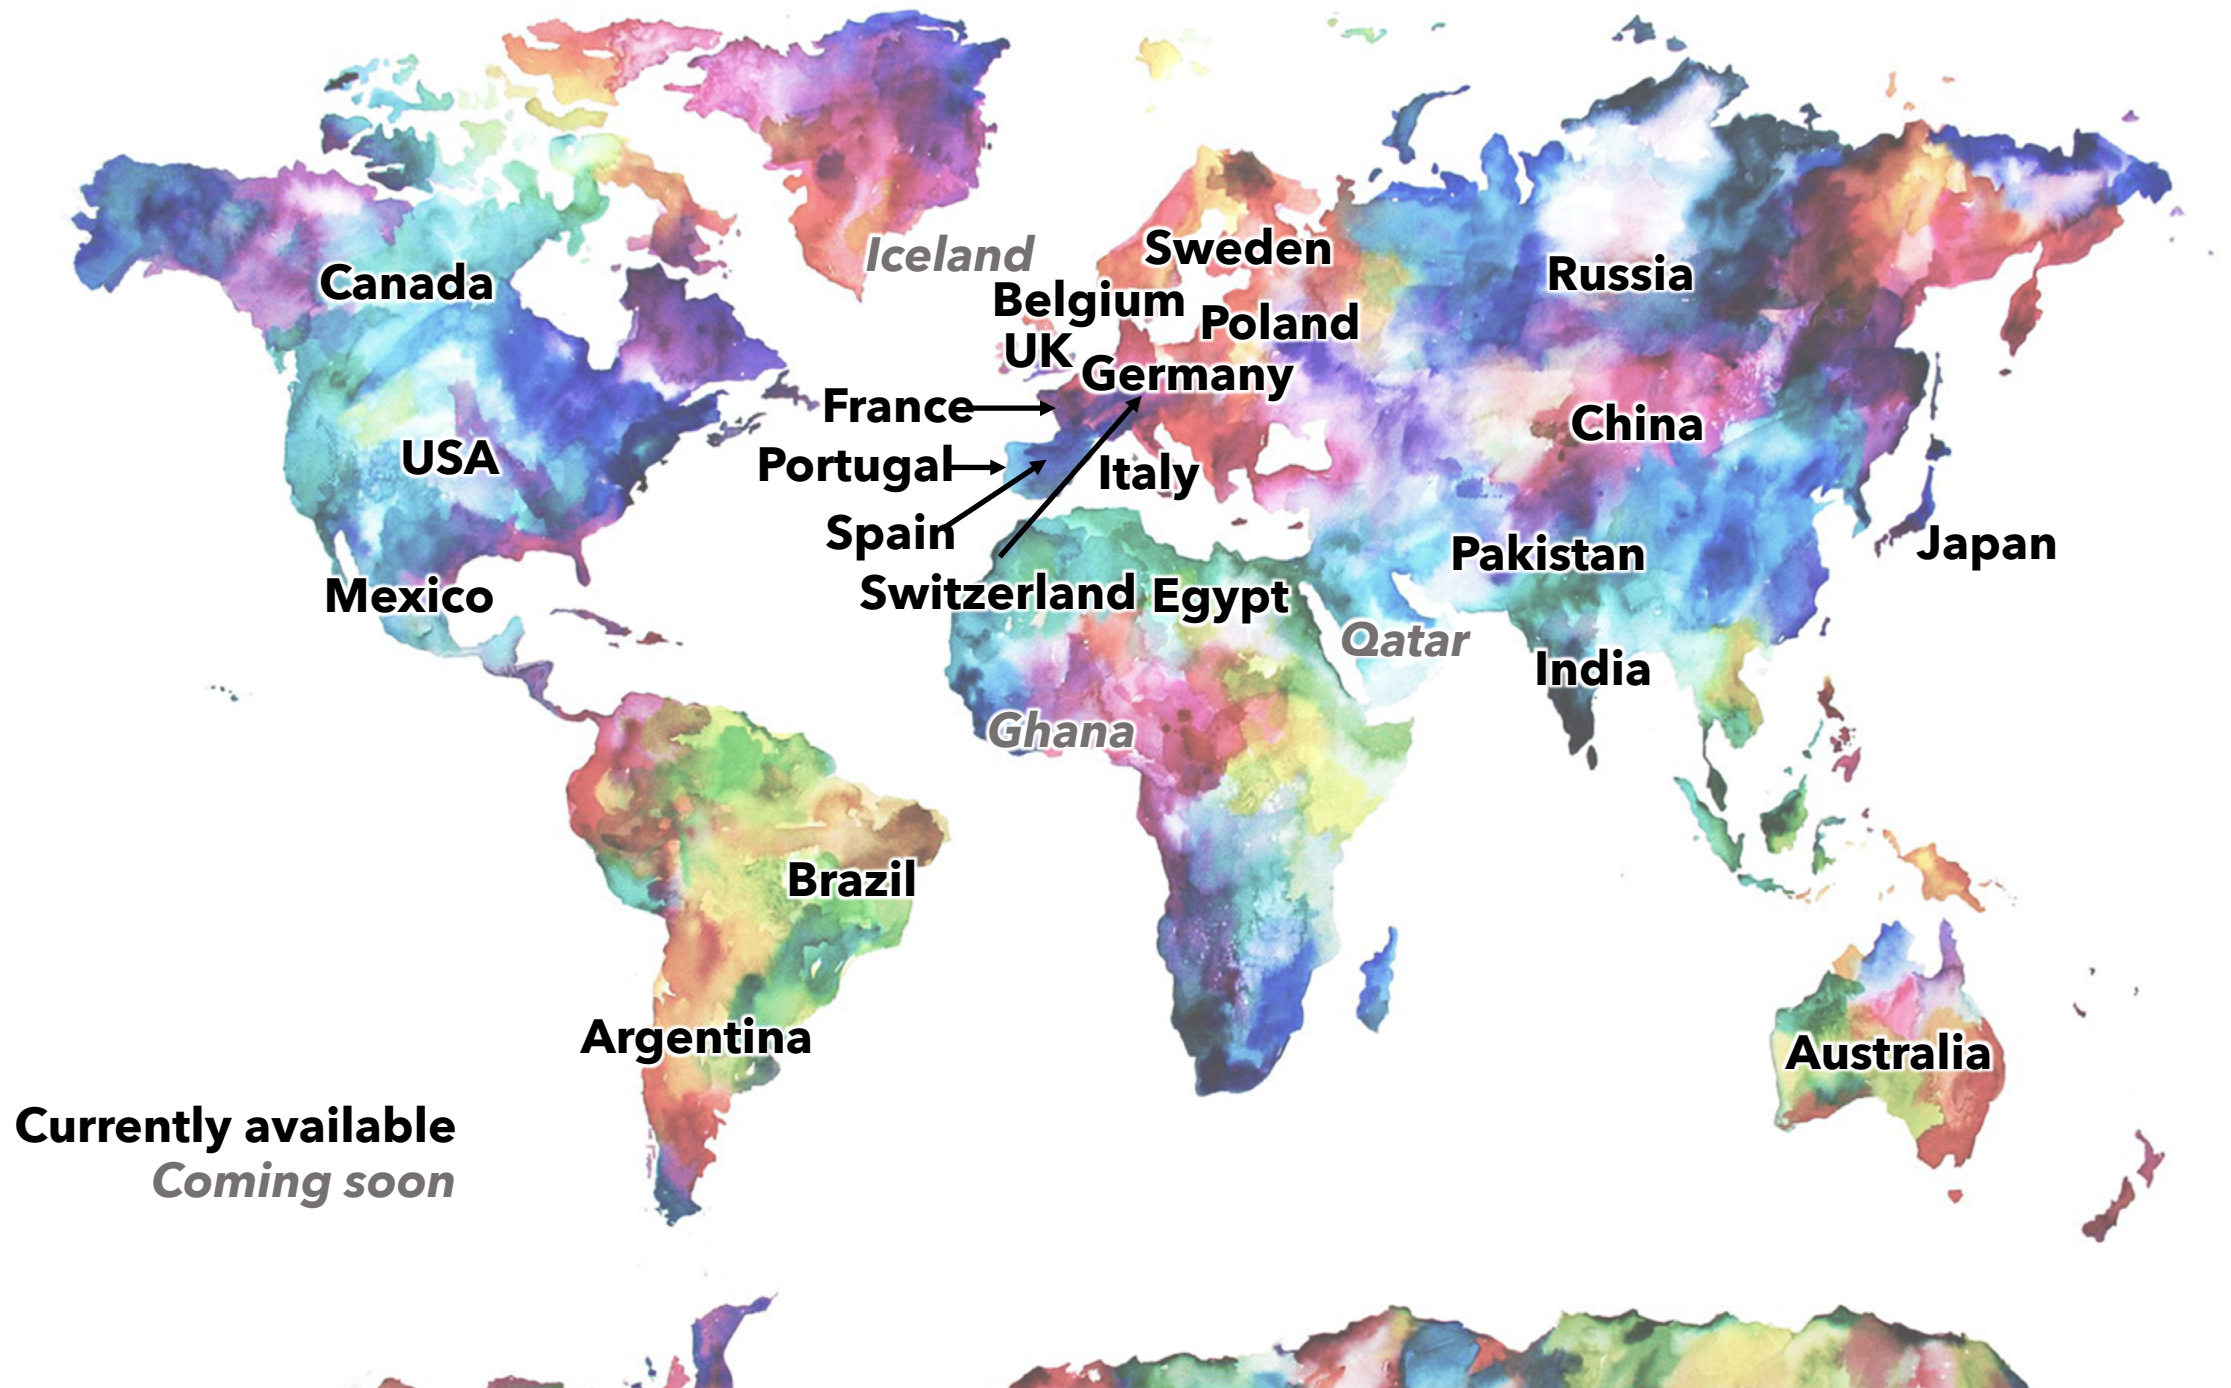 Iceland
Sweden
Canada
Russia
Belgium
Poland
UK
Germany
France
China
USA
Portugal
Italy
Spain
Japan
Pakistan
Mexico
Switzerland
Egypt
Qatar
India
Ghana
Brazil
Argentina
Australia
Currently available
Coming soon